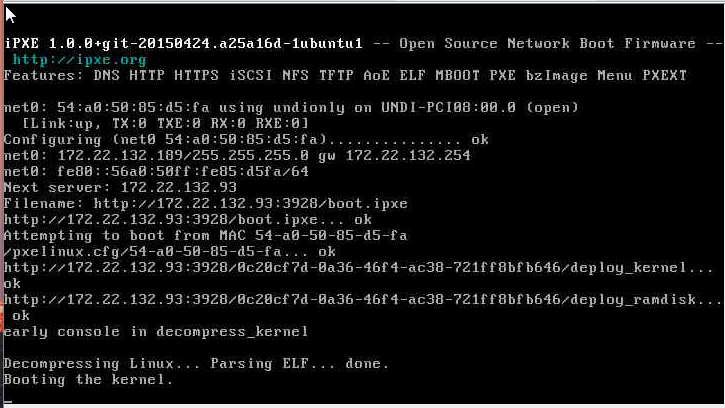 iPXE 1.0.0+git-20150424.a25a16d-1ubuntu1 -- Open Source Network Boot Firmware --
http://ipxe.org
Features: DNS HTTP HTTPS iSCSI NFS TFTP AoE ELF MBOOT PXE bzImage Menu PXEXT
net0: 54:a0:50:85:d5:fa using undionly on UNDI-PCI08:00.0 (open)
[Link:up, TX:0 TXE:0 RX:0 RXE:0]
Configuring (net0 54:a0:50:85:d5:fa)............... ok
net0: 172.22.132.189/255.255.255.0 gw 172.22.132.254
net0: fe80::56a0:50ff:fe85:d5fa/64
Next server: 172.22.132.93
Filename: http://172.22.132.93:3928/boot.ipxe
http://172.22.132.93:3928/boot.ipxe... ok
Attempting to boot from MAC 54-a0-50-85-d5-fa
/pxelinux.cfg/54-a0-50-85-d5-fa... ok
http://172.22.132.93:3928/0c20cf7d-0a36-46f4-ac38-721ff8bfb646/deploy_kernel...
ok
http://172.22.132.93:3928/0c20cf7d-0a36-46f4-ac38-721ff8bfb646/deploy_ramdisk...
ok
early console in decompress_kernel
Decompressing Linux... Parsing ELF... done.
Booting the kernel.